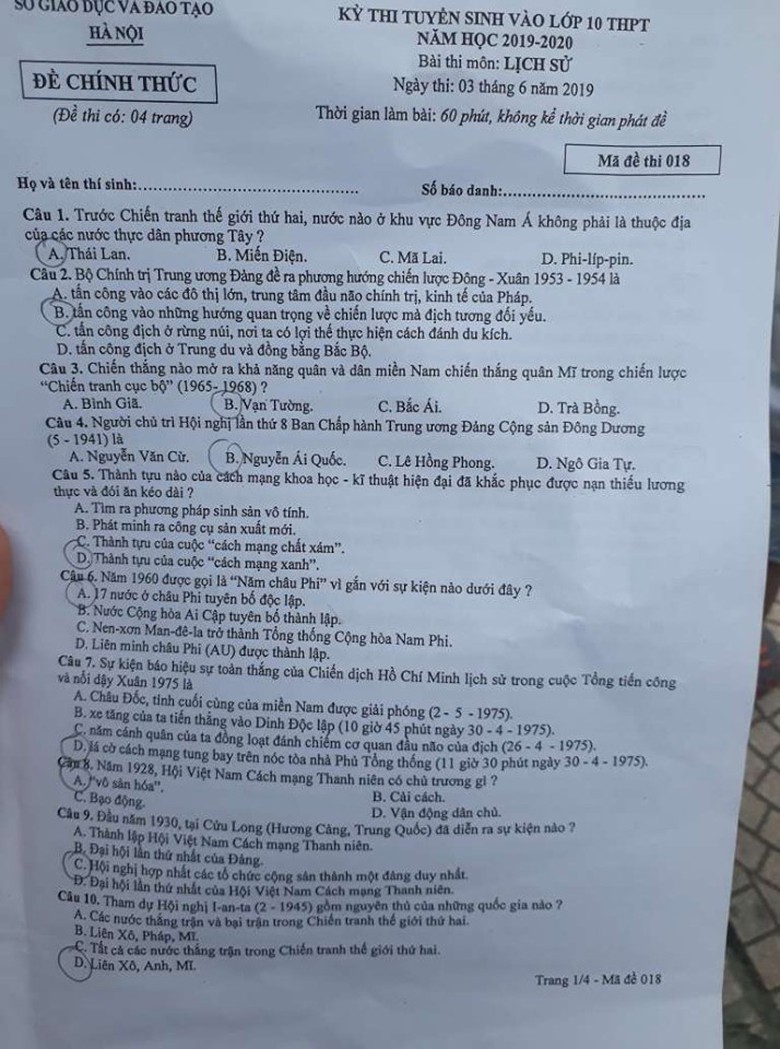 SỞ GIÁO DỤC VÀ ĐÀO TẠO
HÀ NỘI
ĐỀ CHÍNH THỨC
(Đề thi có: 04 trang)
KỲ THI TUYỂN SINH VÀO LỚP 10 THPT
NĂM HỌC 2019-2020
Bài thi môn: LỊCH SỬ
Ngày thi: 03 tháng 6 năm 2019
Thời gian làm bài: 60 phút, không kể thời gian phát đề
Mã đề thi 018
Họ và tên thí sinh:................................................
Số báo danh:................................................
Câu 1. Trước Chiến tranh thế giới thứ hai, nước nào ở khu vực Đông Nam Á không phải là thuộc địa
của các nước thực dân phương Tây ?
A. Thái Lan. B. Miến Điện. C. Mã Lai. D. Phi-líp-pin.
Câu 2. Bộ Chính trị Trung ương Đảng đề ra phương hướng chiến lược Đông - Xuân 1953 - 1954 là
A. tấn công vào các đô thị lớn, trung tâm đầu não chính trị, kinh tế của Pháp.
B. tấn công vào những hướng quan trọng về chiến lược mà địch tương đối yếu.
C. tấn công địch ở rừng núi, nơi ta có lợi thế thực hiện cách đánh du kích.
D. tấn công địch ở Trung du và đồng bằng Bắc Bộ.
Câu 3. Chiến thắng nào mở ra khả năng quân và dân miền Nam chiến thắng quân Mĩ trong chiến lược
“Chiến tranh cục bộ” (1965- 1968) ?
A. Bình Giã. B. Vạn Tường. C. Bắc Ái. D. Trà Bồng.
Câu 4. Người chủ trì Hội nghị lần thứ 8 Ban Chấp hành Trung ương Đảng Cộng sản Đông Dương
(5 - 1941) là
A. Nguyễn Văn Cừ. B. Nguyễn Ái Quốc. C. Lê Hồng Phong. D. Ngô Gia Tự.
Câu 5. Thành tựu nào của cách mạng khoa học - kĩ thuật hiện đại đã khắc phục được nạn thiếu lương
thực và đói ăn kéo dài ?
A. Tìm ra phương pháp sinh sản vô tính.
B. Phát minh ra công cụ sản xuất mới.
C. Thành tựu của cuộc “cách mạng chất xám”.
D. Thành tựu của cuộc “cách mạng xanh”.
Câu 6. Năm 1960 được gọi là “Năm châu Phi” vì gắn với sự kiện nào dưới đây ?
A. 17 nước ở châu Phi tuyên bố độc lập.
B. Nước Cộng hòa Ai Cập tuyên bố thành lập.
C. Nen-xơn Man-đê-la trở thành Tổng thống Cộng hòa Nam Phi.
D. Liên minh châu Phi (AU) được thành lập.
Câu 7. Sự kiện báo hiệu sự toàn thắng của Chiến dịch Hồ Chí Minh lịch sử trong cuộc Tổng tiến công
và nổi dậy Xuân 1975 là
A. Châu Đốc, tỉnh cuối cùng của miền Nam được giải phóng (2 - 5 - 1975).
B. xe tăng của ta tiến thẳng vào Dinh Độc lập (10 giờ 45 phút ngày 30 - 4 - 1975).
C. năm cánh quân của ta đồng loạt đánh chiếm cơ quan đầu não của địch (26 - 4 - 1975).
D. lá cờ cách mạng tung bay trên nóc tòa nhà Phủ Tổng thống (11 giờ 30 phút ngày 30 - 4 - 1975).
Câu 8. Năm 1928, Hội Việt Nam Cách mạng Thanh niên có chủ trương gì ?
A. “vô sản hóa”. B. Cải cách.
C. Bạo động. D. Vận động dân chủ.
Câu 9. Đầu năm 1930, tại Cửu Long (Hương Cảng, Trung Quốc) đã diễn ra sự kiện nào ?
A. Thành lập Hội Việt Nam Cách mạng Thanh niên.
B. Đại hội lần thứ nhất của Đảng.
C. Hội nghị hợp nhất các tổ chức cộng sản thành một đảng duy nhất.
D. Đại hội lần thứ nhất của Hội Việt Nam Cách mạng Thanh niên.
Câu 10. Tham dự Hội nghị I-an-ta (2 - 1945) gồm nguyên thủ của những quốc gia nào ?
A. Các nước thắng trận và bại trận trong Chiến tranh thế giới thứ hai.
B. Liên Xô, Pháp, Mĩ.
C. Tất cả các nước thắng trận trong Chiến tranh thế giới thứ hai.
D. Liên Xô, Anh, Mĩ.
Trang 1/4 - Mã đề 018